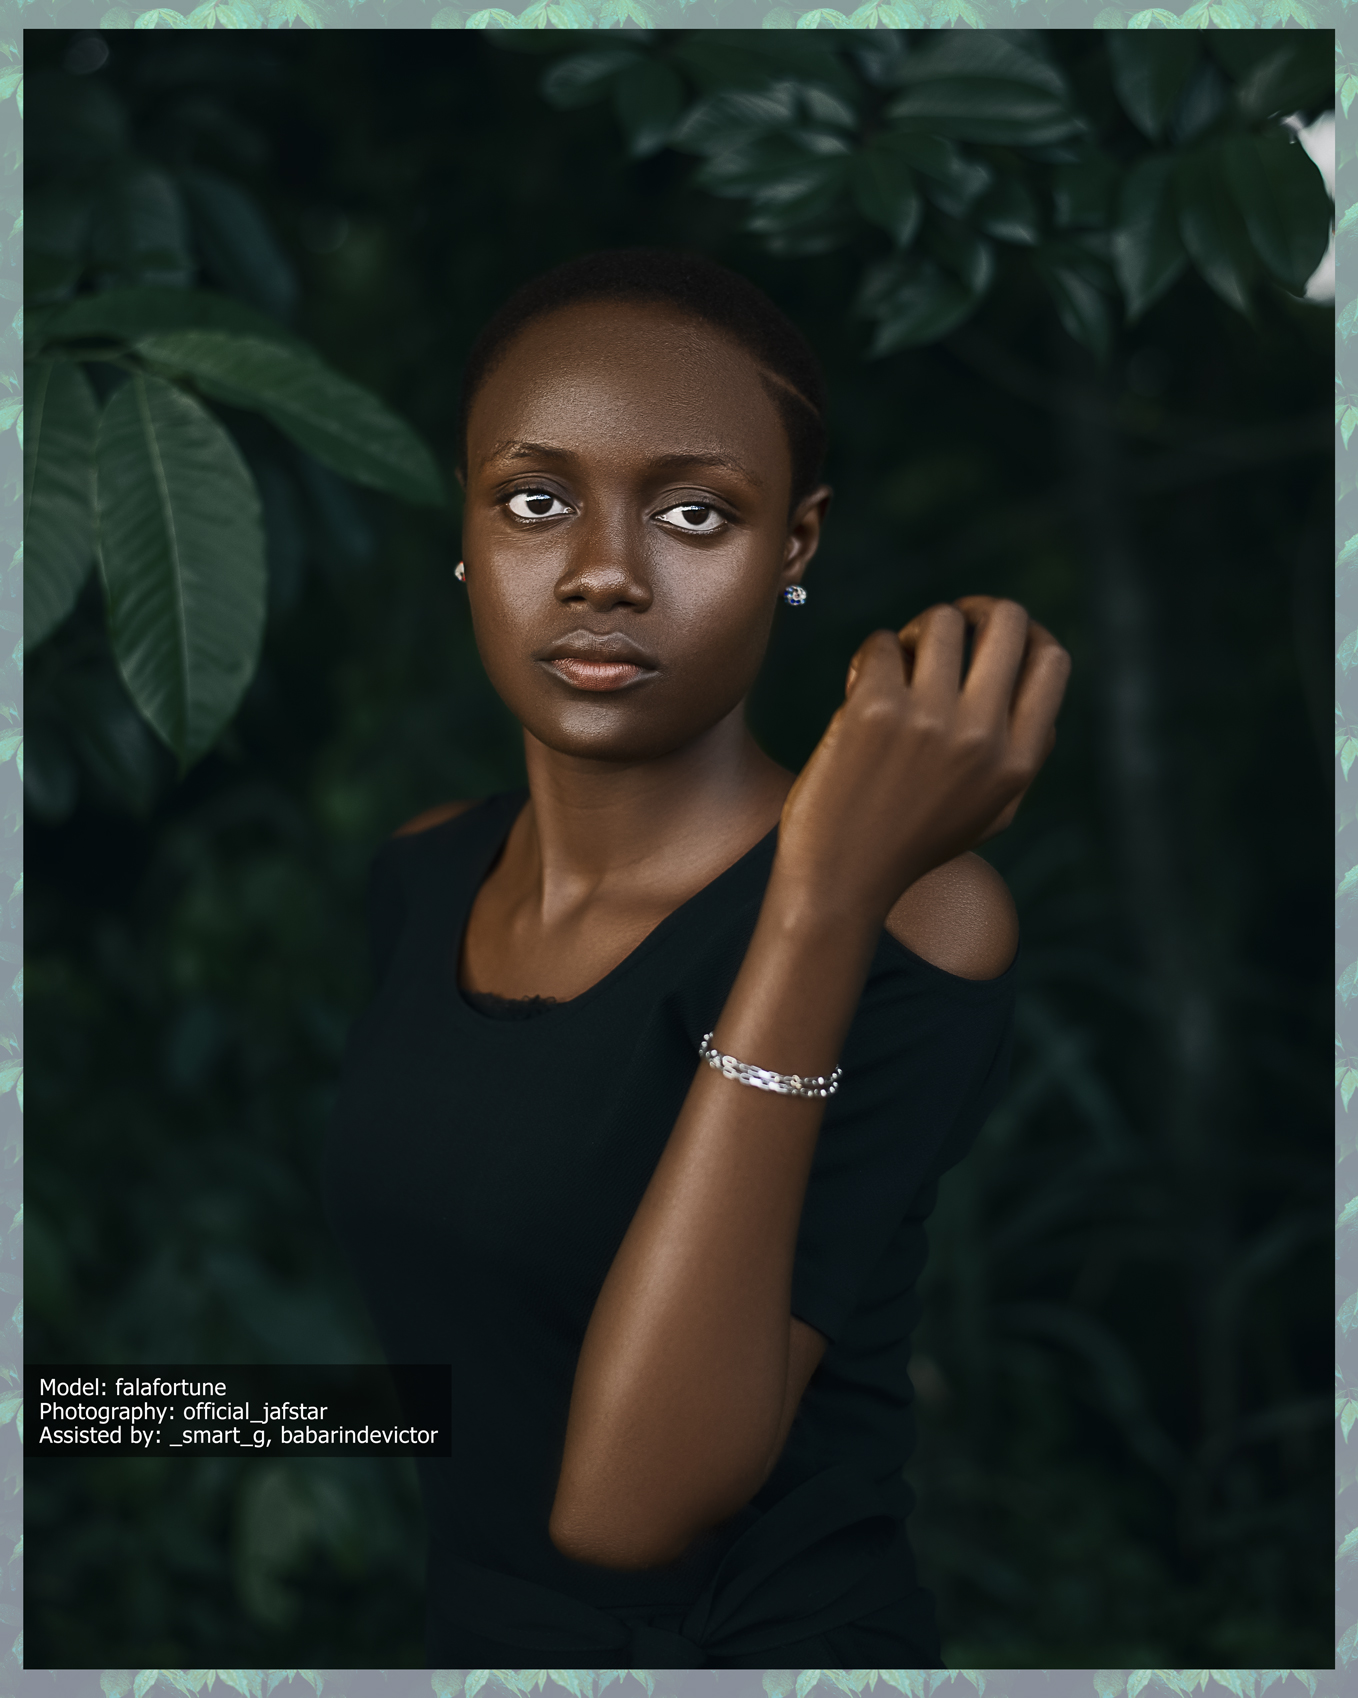 Model: falafortune
Photography: official_jafstar
Assisted by: _smart_g, babarindevictor